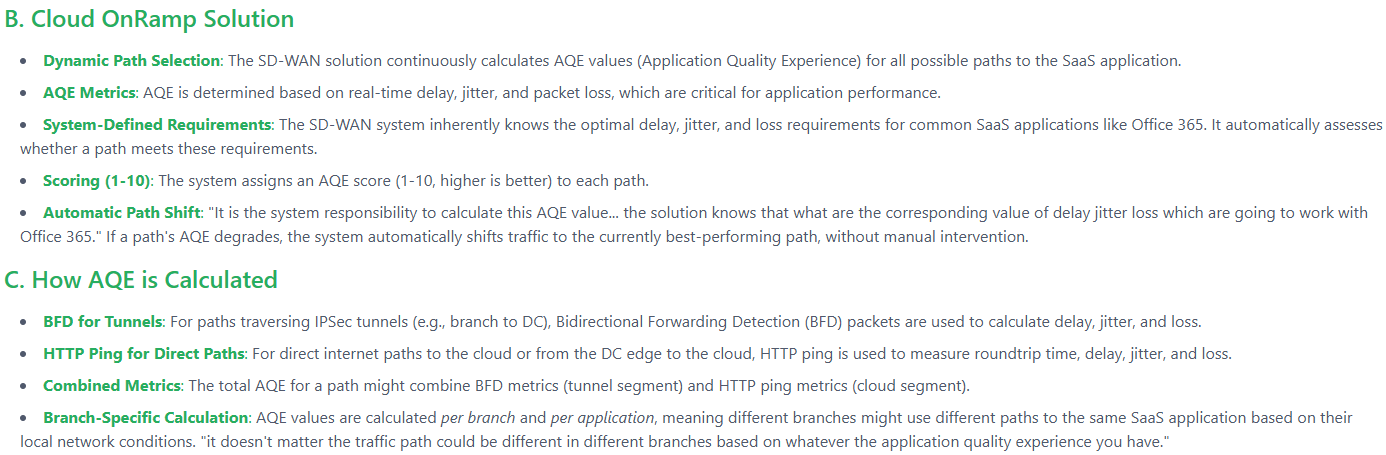 B. Cloud OnRamp Solution
• Dynamic Path Selection: The SD-WAN solution continuously calculates AQE values (Application Quality Experience) for all possible paths to the SaaS application.
• AQE Metrics: AQE is determined based on real-time delay, jitter, and packet loss, which are critical for application performance.
• System-Defined Requirements: The SD-WAN system inherently knows the optimal delay, jitter, and loss requirements for common SaaS applications like Office 365. It automatically assesses
whether a path meets these requirements.
• Scoring (1-10): The system assigns an AQE score (1-10, higher is better) to each path.
• Automatic Path Shift: "It is the system responsibility to calculate this AQE value... the solution knows that what are the corresponding value of delay jitter loss which are going to work with
Office 365." If a path's AQE degrades, the system automatically shifts traffic to the currently best-performing path, without manual intervention.
C. How AQE is Calculated
• BFD for Tunnels: For paths traversing IPSec tunnels (e.g., branch to DC), Bidirectional Forwarding Detection (BFD) packets are used to calculate delay, jitter, and loss.
• HTTP Ping for Direct Paths: For direct internet paths to the cloud or from the DC edge to the cloud, HTTP ping is used to measure roundtrip time, delay, jitter, and loss.
• Combined Metrics: The total AQE for a path might combine BFD metrics (tunnel segment) and HTTP ping metrics (cloud segment).
• Branch-Specific Calculation: AQE values are calculated per branch and per application, meaning different branches might use different paths to the same SaaS application based on their
local network conditions. "it doesn't matter the traffic path could be different in different branches based on whatever the application quality experience you have."